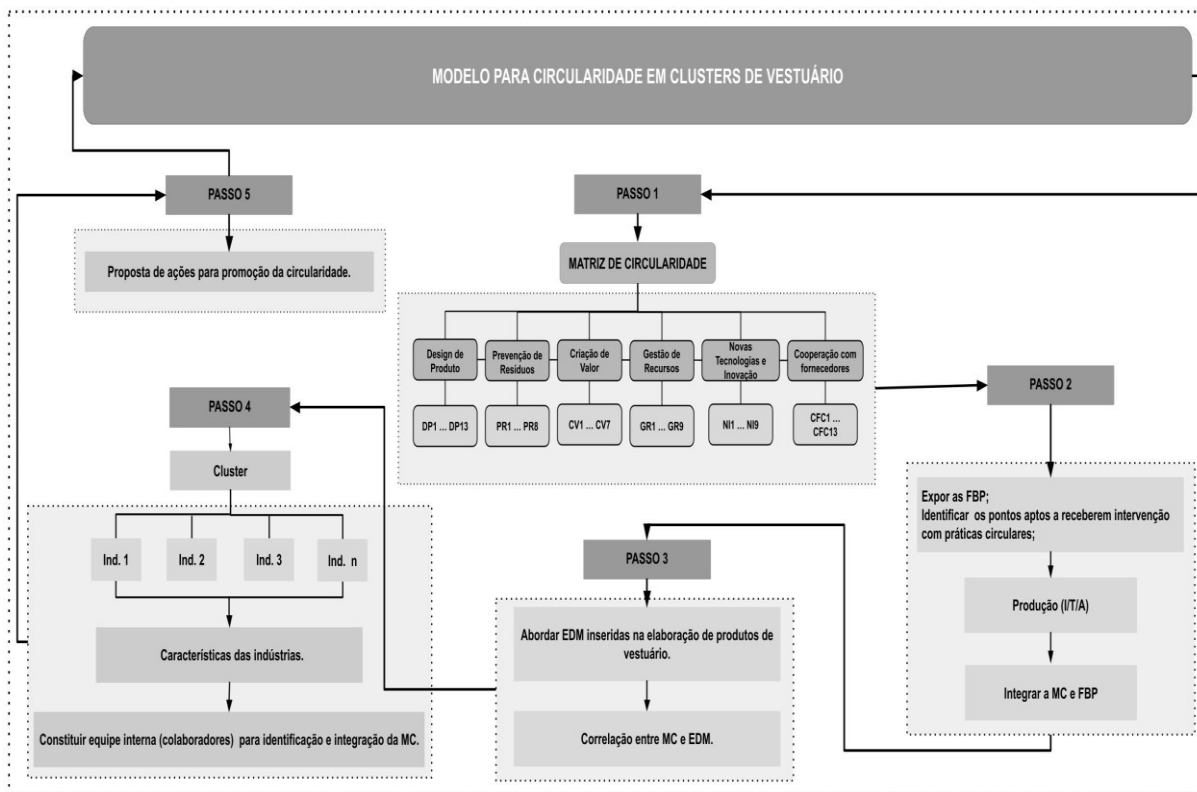 MODELO PARA CIRCULARIDADE EM CLUSTERS DE VESTUÁRIO
PASSO 5
Proposta de ações para promoção da circularidade.
PASSO 1
MATRIZ DE CIRCULARIDADE
Design de
Produto
Prevenção de
Resíduos
Criação de
Valor
Gestão de
Recursos
Novas
Tecnologias e
Inovação
Cooperação com
fornecedores
DP1 ... DP13
PR1 ... PR8
CV1 ... CV7
GR1 ... GR9
NI1 ... NI9
CFC1 ...
CFC13
PASSO 2
Expor as FBP;
Identificar os pontos aptos a receberem intervenção
com práticas circulares;
Produção (I/T/A)
Integrar a MC e FBP
PASSO 3
Abordar EDM inseridas na elaboração de produtos de
vestuário.
Correlação entre MC e EDM.
PASSO 4
Cluster
Ind. 1
Ind. 2
Ind. 3
Ind. n
Características das indústrias.
Constituir equipe interna (colaboradores) para identificação e integração da MC.